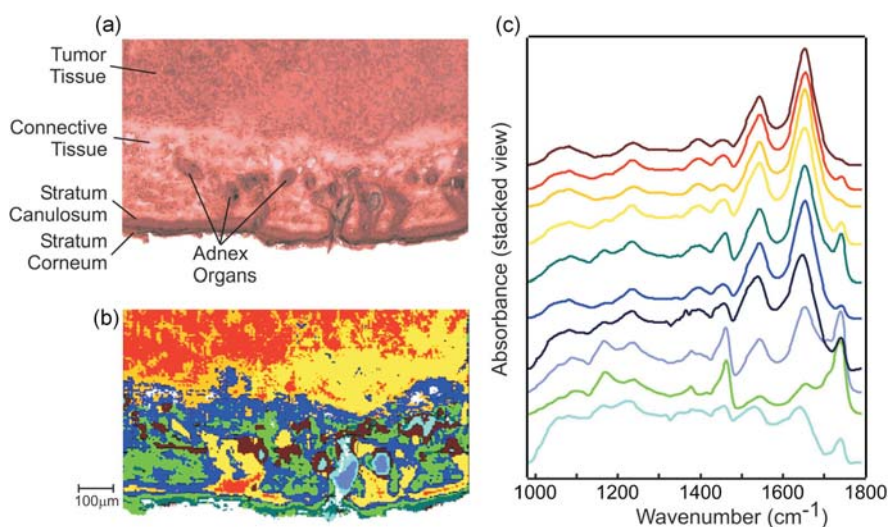 (a)
Tumor
Tissue
Connective
Tissue
Stratum
Canulosum
Stratum
Corneum
Adnex
Organs
(b)
100μm
(c)
Absorbance (stacked view)
1000 1200 1400 1600 1800
Wavenumber (cm-1)